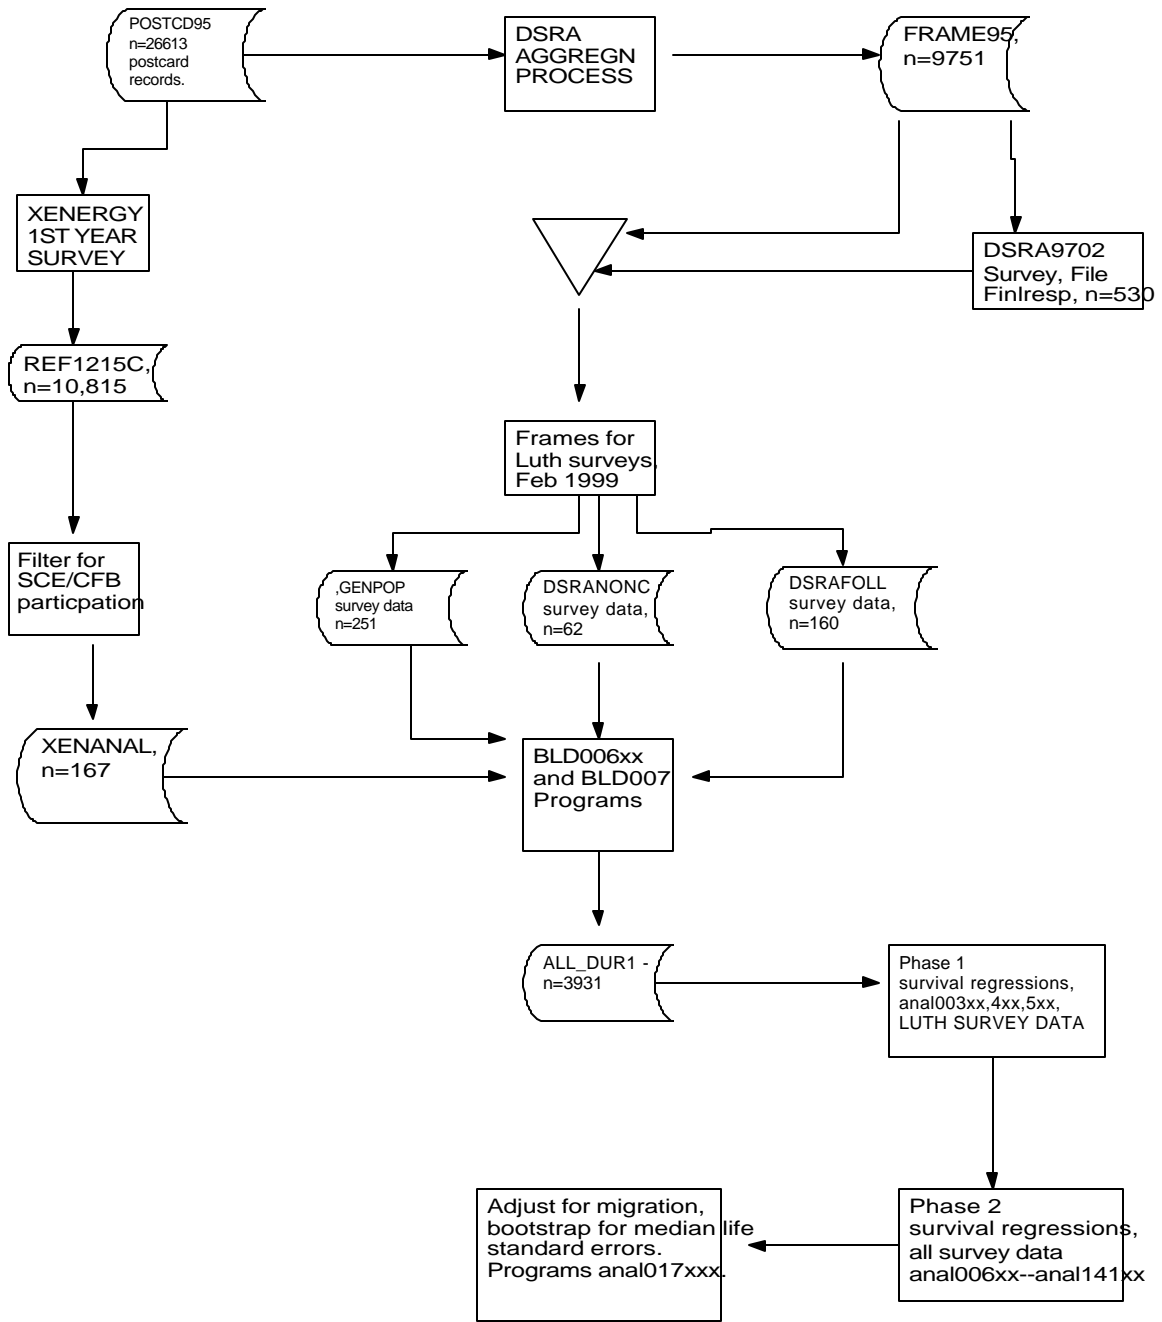 POSTCD95
n=26613
postcard
records.
DSRA
AGGREGN
PROCESS
FRAME95,
n=9751
XENERGY
1ST YEAR
SURVEY
DSRA9702
Survey, File
Finlresp, n=530
REF1215C,
n=10,815
Frames for
Luth surveys,
Feb 1999
Filter for
SCE/CFB
particpation
,GENPOP
survey data
n=251
DSRANONC
survey data,
n=62
DSRAFOLL
survey data,
n=160
XENANAL,
n=167
BLD006xx
and BLD007
Programs
ALL_DUR1 -
n=3931
Phase 1
survival regressions,
anal003xx,4xx,5xx,
LUTH SURVEY DATA
Adjust for migration,
bootstrap for median life
standard errors.
Programs anal017xxx.
Phase 2
survival regressions,
all survey data
anal006xx--anal141xx